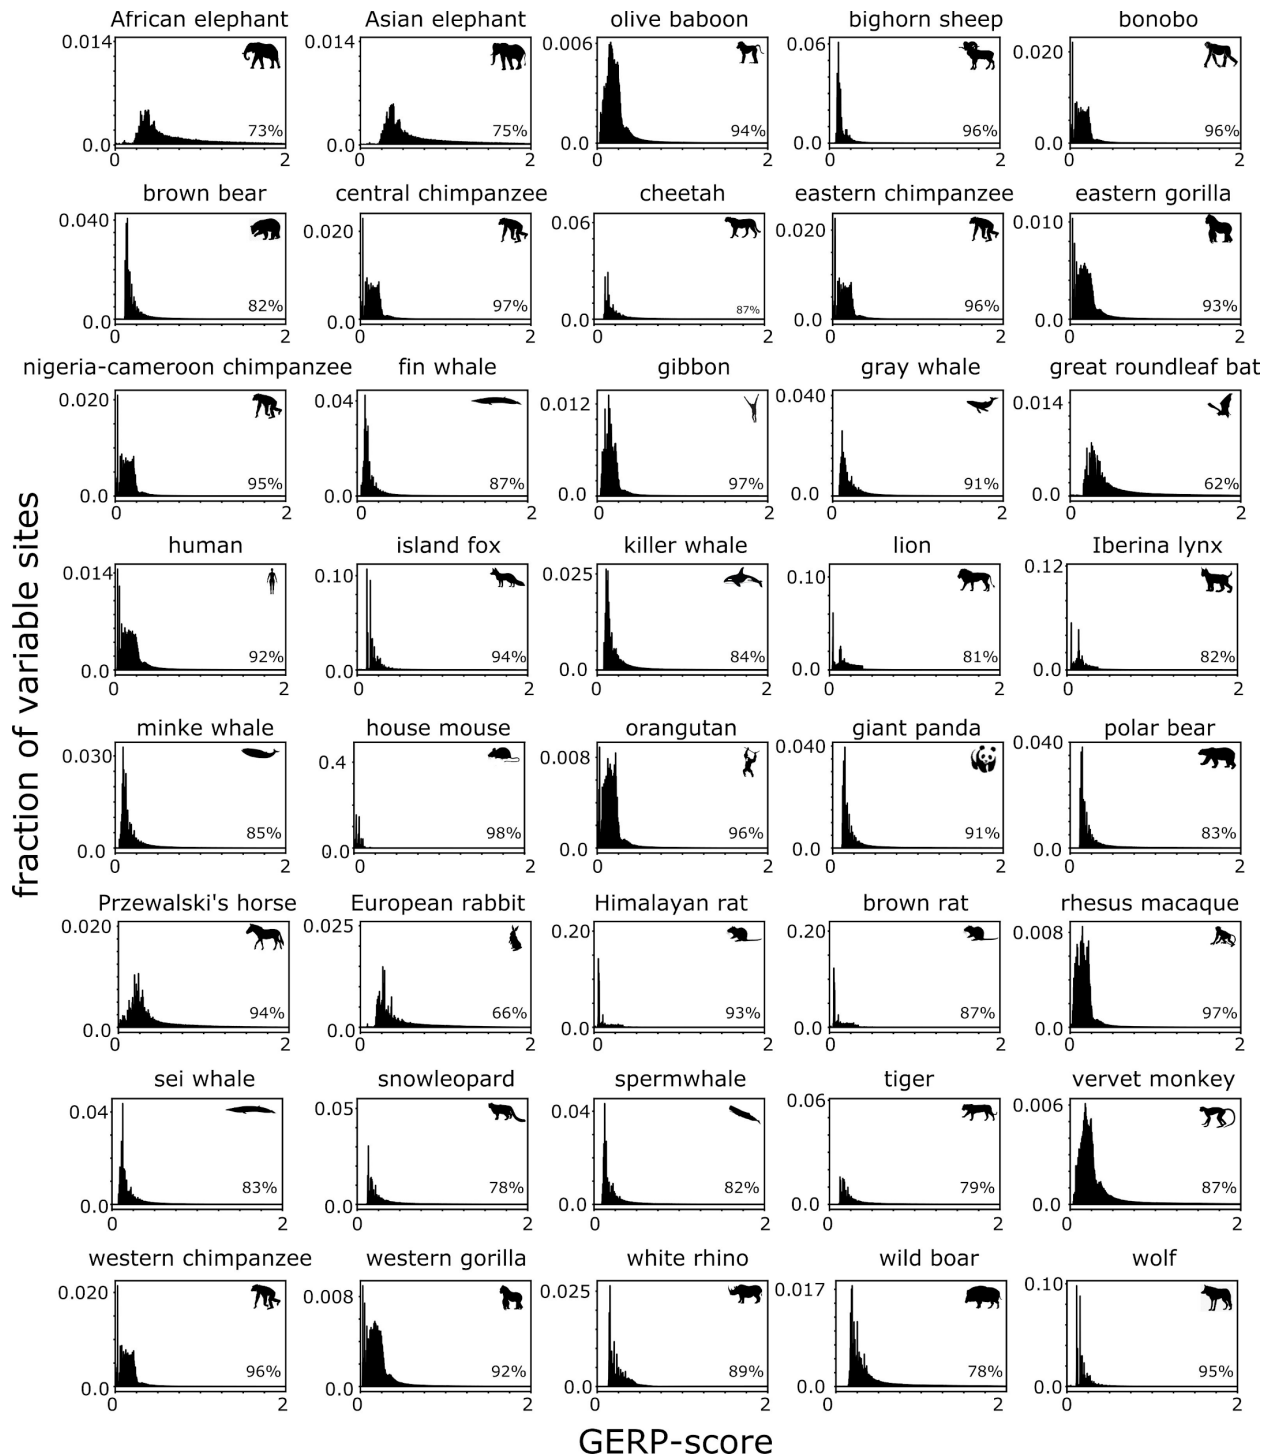 African elephant Asian elephant olive baboon bighorn sheep bonobo
0.014 0.014 0.006 0.06 0.020
73% 75% 94% 96% 96%
0.0 0.0 0.0 0.0 0.0
0 2 0 2 0 2 0 2 0 2
brown bear central chimpanzee cheetah eastern chimpanzee eastern gorilla
0.040 0.020 0.06 0.020 0.010
82% 97% 87% 96% 93%
0.0 0.0 0.0 0.0 0.0
0 2 0 2 0 2 0 2 0 2
nigeria-cameroon chimpanzee fin whale gibbon gray whale great roundleaf bat
0.020 0.04 0.012 0.040 0.014
95% 87% 97% 91% 62%
0.0 0.0 0.0 0.0 0.0
0 2 0 2 0 2 0 2 0 2
fraction of variable sites
human island fox killer whale lion Iberina lynx
0.014 0.10 0.025 0.10 0.12
92% 94% 84% 81% 82%
0.0 0.0 0.0 0.0 0.0
0 2 0 2 0 2 0 2 0 2
minke whale house mouse orangutan giant panda polar bear
0.030 0.4 0.008 0.040 0.040
85% 98% 96% 91% 83%
0.0 0.0 0.0 0.0 0.0
0 2 0 2 0 2 0 2 0 2
Przewalski's horse European rabbit Himalayan rat brown rat rhesus macaque
0.020 0.025 0.20 0.20 0.008
94% 66% 93% 87% 97%
0.0 0.0 0.0 0.0 0.0
0 2 0 2 0 2 0 2 0 2
sei whale snowleopard spermwhale tiger vervet monkey
0.04 0.05 0.04 0.06 0.006
83% 78% 82% 79% 87%
0.0 0.0 0.0 0.0 0.0
0 2 0 2 0 2 0 2 0 2
western chimpanzee western gorilla white rhino wild boar wolf
0.020 0.008 0.025 0.017 0.10
96% 92% 89% 78% 95%
0.0 0.0 0.0 0.0 0.0
0 2 0 2 0 2 0 2 0 2
GERP-score